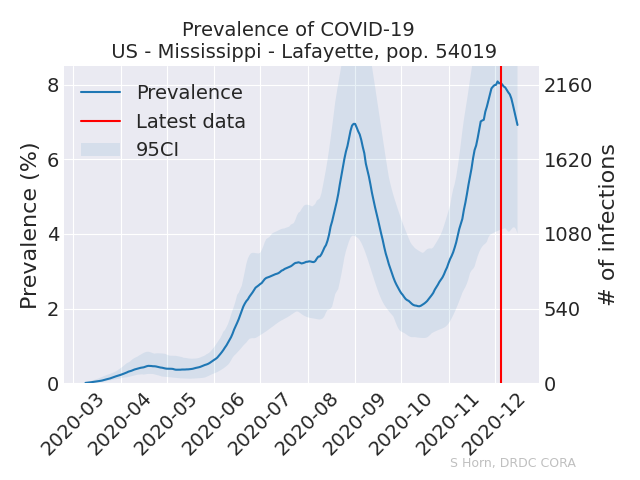 Prevalence of COVID-19
US - Mississippi - Lafayette, pop. 54019
Prevalence
Latest data
95CI
Prevalence (%)
8
6
4
2
0
2160
1620
1080
540
0
# of infections
2020-03
2020-04
2020-05
2020-06
2020-07
2020-08
2020-09
2020-10
2020-11
2020-12
S Horn, DRDC CORA